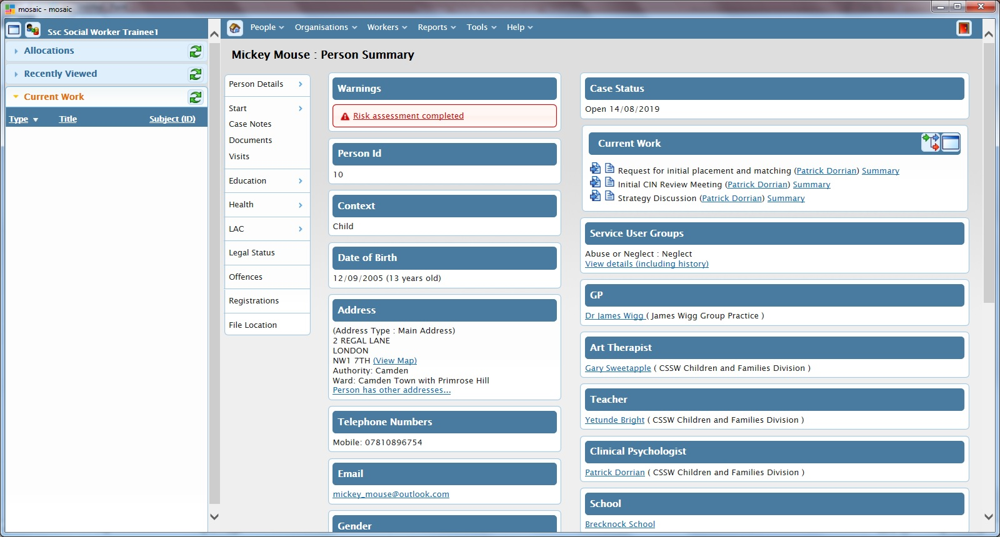 mosaic - mosaic
Ssc Social Worker Trainee1
Allocations
Recently Viewed
Current Work
Type Title Subject (ID)
People Organisations Workers Reports Tools Help
Mickey Mouse : Person Summary
Person Details
Start
Case Notes
Documents
Visits
Education
Health
LAC
Legal Status
Offences
Registrations
File Location
Warnings
Risk assessment completed
Person Id
10
Context
Child
Date of Birth
12/09/2005 (13 years old)
Address
(Address Type : Main Address)
2 REGAL LANE
LONDON
NW1 7TH (View Map)
Authority: Camden
Ward: Camden Town with Primrose Hill
Person has other addresses...
Telephone Numbers
Mobile: 07810896754
Email
mickey_mouse@outlook.com
Gender
Case Status
Open 14/08/2019
Current Work
Request for initial placement and matching (Patrick Dorrian) Summary
Initial CIN Review Meeting (Patrick Dorrian) Summary
Strategy Discussion (Patrick Dorrian) Summary
Service User Groups
Abuse or Neglect : Neglect
View details (including history)
GP
Dr James Wigg ( James Wigg Group Practice )
Art Therapist
Gary Sweetapple ( CSSW Children and Families Division )
Teacher
Yetunde Bright ( CSSW Children and Families Division )
Clinical Psychologist
Patrick Dorrian ( CSSW Children and Families Division )
School
Brecknock School